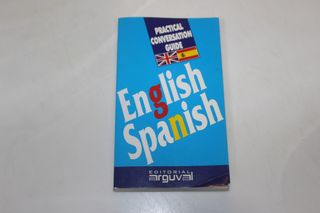 PRACTICAL
CONVERSATION
GUIDE
English
Spanish
EDITORIAL
arguval